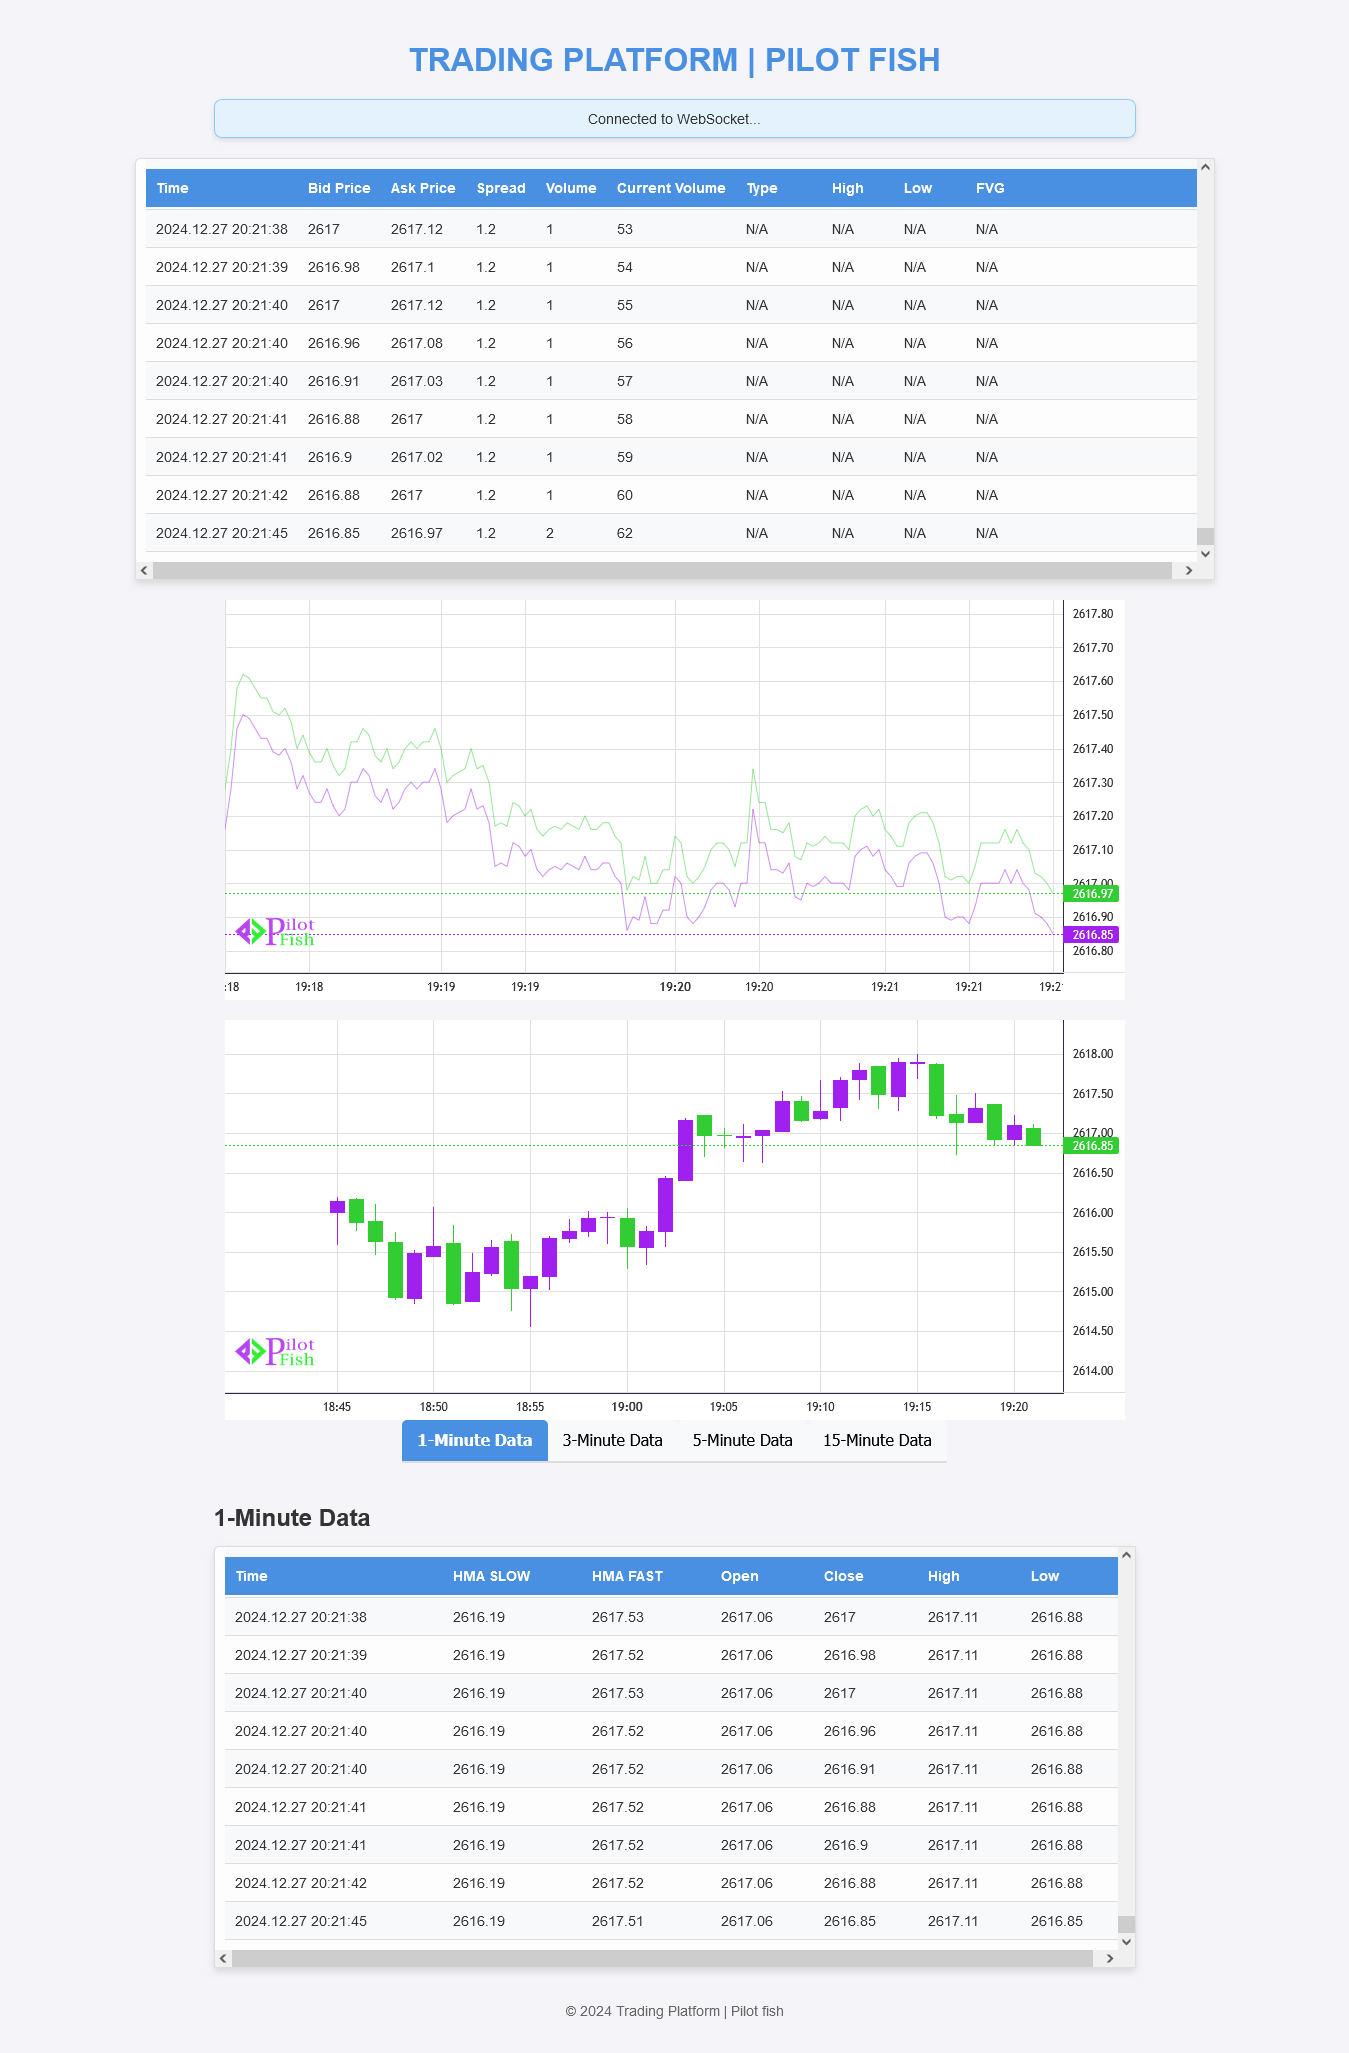 TRADING PLATFORM | PILOT FISH
Connected to WebSocket...
Time Bid Price Ask Price Spread Volume Current Volume Type High Low FVG
2024.12.27 20:21:38 2617 2617.12 1.2 1 53 N/A N/A N/A N/A
2024.12.27 20:21:39 2616.98 2617.1 1.2 1 54 N/A N/A N/A N/A
2024.12.27 20:21:40 2617 2617.12 1.2 1 55 N/A N/A N/A N/A
2024.12.27 20:21:40 2616.96 2617.08 1.2 1 56 N/A N/A N/A N/A
2024.12.27 20:21:40 2616.91 2617.03 1.2 1 57 N/A N/A N/A N/A
2024.12.27 20:21:41 2616.88 2617 1.2 1 58 N/A N/A N/A N/A
2024.12.27 20:21:41 2616.9 2617.02 1.2 1 59 N/A N/A N/A N/A
2024.12.27 20:21:42 2616.88 2617 1.2 1 60 N/A N/A N/A N/A
2024.12.27 20:21:45 2616.85 2616.97 1.2 2 62 N/A N/A N/A N/A
2617.80
2617.70
2617.60
2617.50
2617.40
2617.30
2617.20
2617.10
2617.00
2616.97
2616.90
2616.85
2616.80
Pilot
Fish
:18 19:18 19:19 19:19 19:20 19:20 19:21 19:21 19:21
2618.00
2617.50
2617.00
2616.85
2616.50
2616.00
2615.50
2615.00
2614.50
2614.00
Pilot
Fish
18:45 18:50 18:55 19:00 19:05 19:10 19:15 19:20
1-Minute Data 3-Minute Data 5-Minute Data 15-Minute Data
1-Minute Data
Time HMA SLOW HMA FAST Open Close High Low
2024.12.27 20:21:38 2616.19 2617.53 2617.06 2617 2617.11 2616.88
2024.12.27 20:21:39 2616.19 2617.52 2617.06 2616.98 2617.11 2616.88
2024.12.27 20:21:40 2616.19 2617.53 2617.06 2617 2617.11 2616.88
2024.12.27 20:21:40 2616.19 2617.52 2617.06 2616.96 2617.11 2616.88
2024.12.27 20:21:40 2616.19 2617.52 2617.06 2616.91 2617.11 2616.88
2024.12.27 20:21:41 2616.19 2617.52 2617.06 2616.88 2617.11 2616.88
2024.12.27 20:21:41 2616.19 2617.52 2617.06 2616.9 2617.11 2616.88
2024.12.27 20:21:42 2616.19 2617.52 2617.06 2616.88 2617.11 2616.88
2024.12.27 20:21:45 2616.19 2617.51 2617.06 2616.85 2617.11 2616.85
© 2024 Trading Platform | Pilot fish